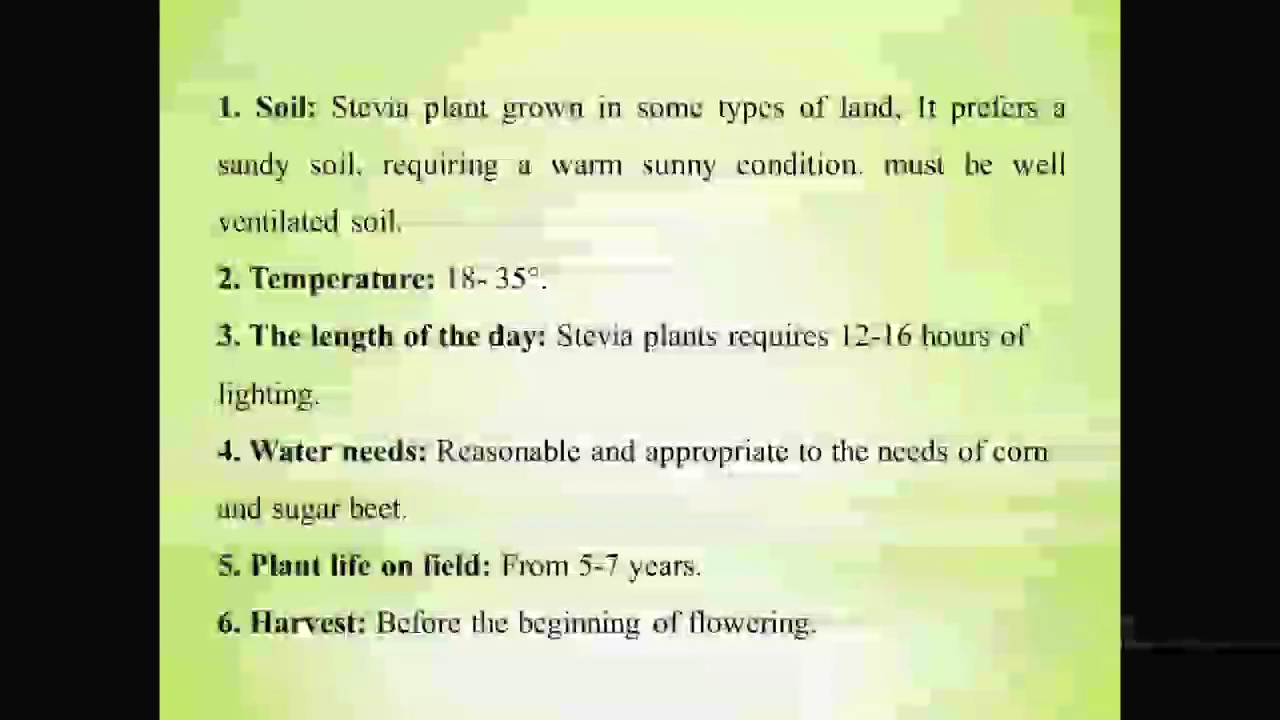 1. Soil: Stevia plant grown in some types of land, It prefers a
sandy soil, requiring a warm sunny condition. must be well
ventilated soil.
2. Temperature: 18- 35°.
3. The length of the day: Stevia plants requires 12-16 hours of
lighting.
4. Water needs: Reasonable and appropriate to the needs of corn
and sugar beet.
5. Plant life on field: From 5-7 years.
6. Harvest: Before the beginning of flowering.